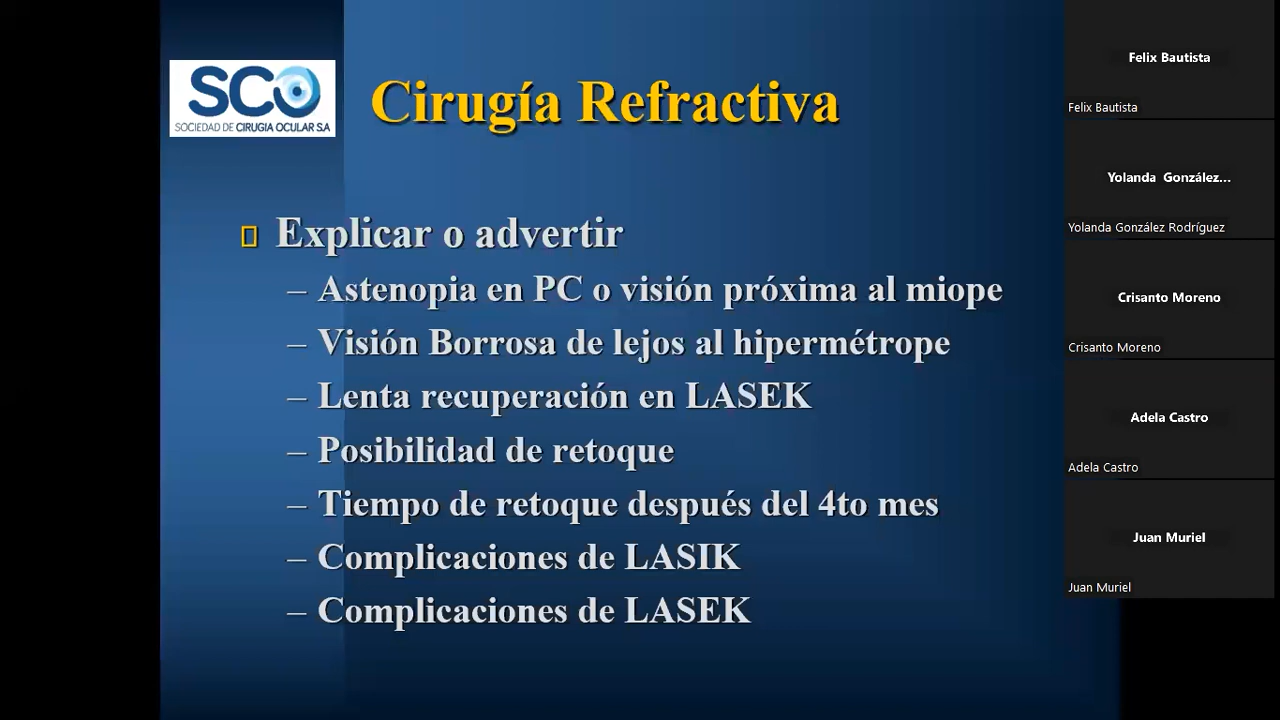 SCO
SOCIEDAD DE CIRUGIA OCULAR S.A
Cirugía Refractiva
Explicar o advertir
– Astenopia en PC o visión próxima al miope
– Visión Borrosa de lejos al hipermétrope
– Lenta recuperación en LASEK
– Posibilidad de retoque
– Tiempo de retoque después del 4to mes
– Complicaciones de LASIK
– Complicaciones de LASEK
Felix Bautista
Felix Bautista
Yolanda González...
Yolanda González Rodríguez
Crisanto Moreno
Crisanto Moreno
Adela Castro
Adela Castro
Juan Muriel
Juan Muriel